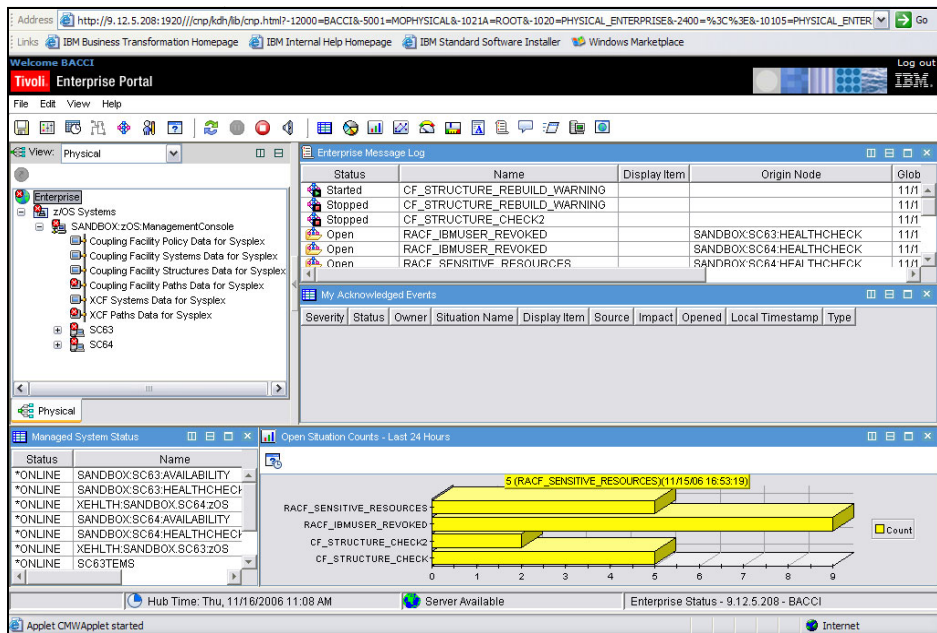 Address http://9.12.5.208:1920///cnp/kdh/lib/cnp.html?-12000=BACCI&-5001=MOPHYSICAL&-1021A=ROOT&-1020=PHYSICAL_ENTERPRISE&-2400=%3C%3E&-10105=PHYSICAL_ENTER Go
Links IBM Business Transformation Homepage IBM Internal Help Homepage IBM Standard Software Installer Windows Marketplace
Welcome BACCI Log out
Tivoli. Enterprise Portal IBM.
File Edit View Help
View: Physical
Enterprise
z/OS Systems
SANDBOX:zOS:ManagementConsole
Coupling Facility Policy Data for Sysplex
Coupling Facility Systems Data for Sysplex
Coupling Facility Structures Data for Sysplex
Coupling Facility Paths Data for Sysplex
XCF Systems Data for Sysplex
XCF Paths Data for Sysplex
SC63
SC64
Physical
Enterprise Message Log
Status Name Display Item Origin Node Glob
Started CF_STRUCTURE_REBUILD_WARNING 11/1
Stopped CF_STRUCTURE_REBUILD_WARNING 11/1
Stopped CF_STRUCTURE_CHECK2 11/1
Open RACF_IBMUSER_REVOKED SANDBOX:SC63:HEALTHCHECK 11/1
Open RACF_IBMUSER_REVOKED SANDBOX:SC64:HEALTHCHECK 11/1
Open RACF_SENSITIVE_RESOURCES SANDBOX:SC64:HEALTHCHECK 11/1
My Acknowledged Events
Severity Status Owner Situation Name Display Item Source Impact Opened Local Timestamp Type
Managed System Status
Status Name
*ONLINE SANDBOX:SC63:AVAILABILITY
*ONLINE SANDBOX:SC63:HEALTHCHECK
*ONLINE XEHLTH:SANDBOX.SC64:zOS
*ONLINE SANDBOX:SC64:AVAILABILITY
*ONLINE SANDBOX:SC64:HEALTHCHECK
*ONLINE XEHLTH:SANDBOX.SC63:zOS
*ONLINE SC63TEMS
Open Situation Counts - Last 24 Hours
5 (RACF_SENSITIVE_RESOURCES)(11/15/06 16:53:19)
RACF_SENSITIVE_RESOURCES
RACF_IBMUSER_REVOKED
CF_STRUCTURE_CHECK2
CF_STRUCTURE_CHECK
Count
0 1 2 3 4 5 6 7 8 9
Hub Time: Thu, 11/16/2006 11:08 AM Server Available Enterprise Status - 9.12.5.208 - BACCI
Applet CMWApplet started Internet